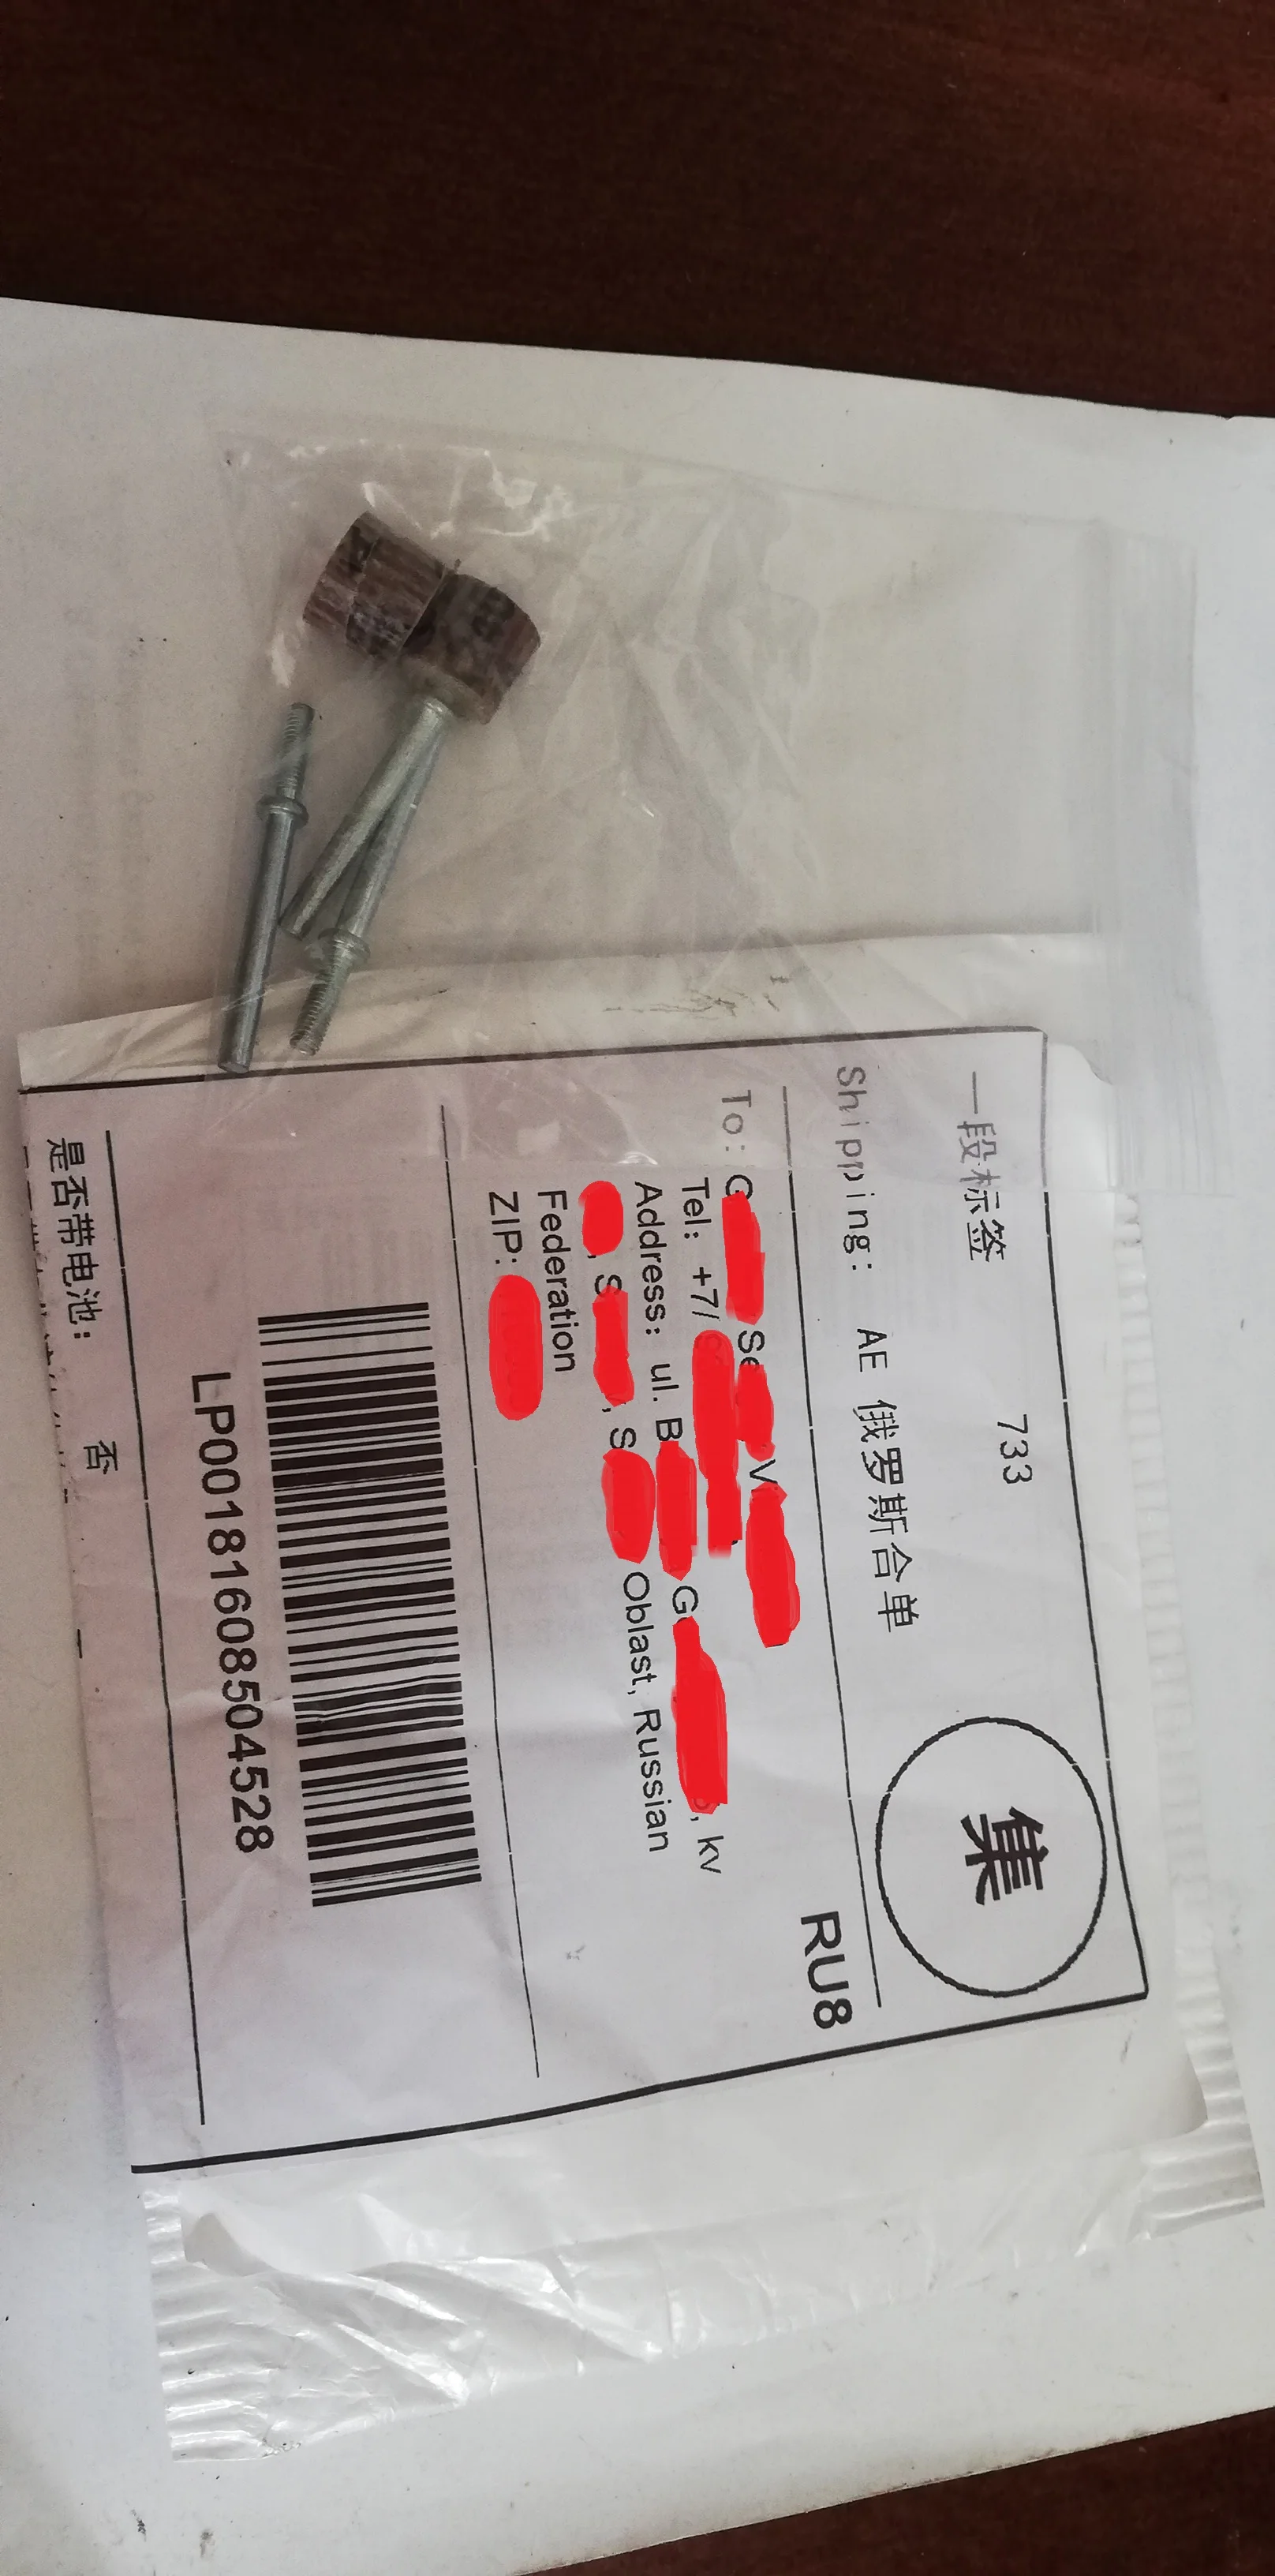 一段标签 733
集
Shipping: AE 俄罗斯合单
RU8
To: G Se V
Tel: +7/
Address: ul. B G , kv
, S , S Oblast, Russian
Federation
ZIP:
LP00181608504528
是否带电池: 否